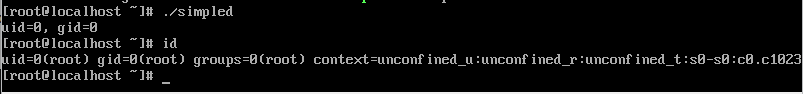 [root@localhost ~]# ./simpled
uid=0, gid=0
[root@localhost ~]# id
uid=0(root) gid=0(root) groups=0(root) context=unconfined_u:unconfined_r:unconfined_t:s0-s0:c0.c1023
[root@localhost ~]# _